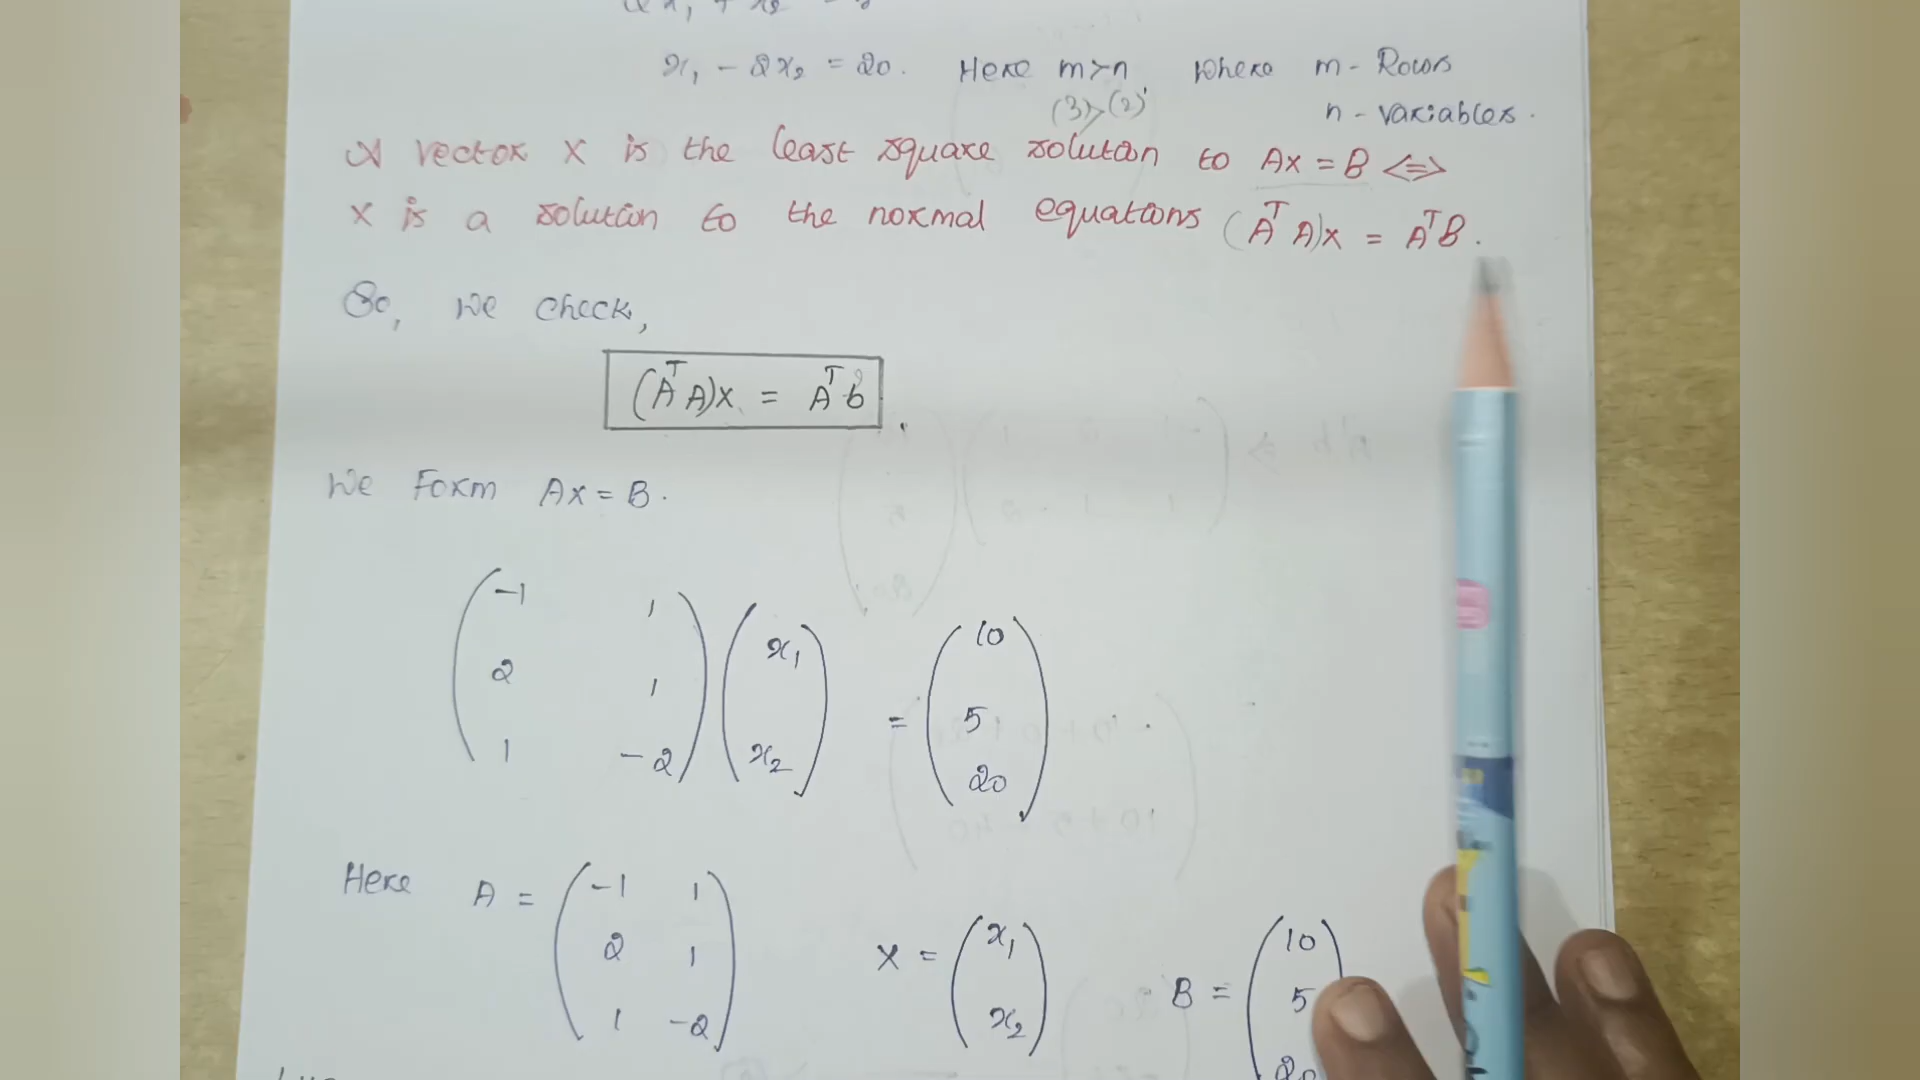 x₁ - 2x₂ = 20. Here m>n where m - Rows
(3)>(2)
n - variables.
A vector X is the least square solution to AX = B ⟺
X is a solution to the normal equations (AᵀA)x = AᵀB.
So, we check,
(AᵀA)x = Aᵀb
We Form AX = B.
-1 1
2 1
1 -2
x₁
x₂
=
10
5
20
Here A =
-1 1
2 1
1 -2
X =
x₁
x₂
B =
10
5
20